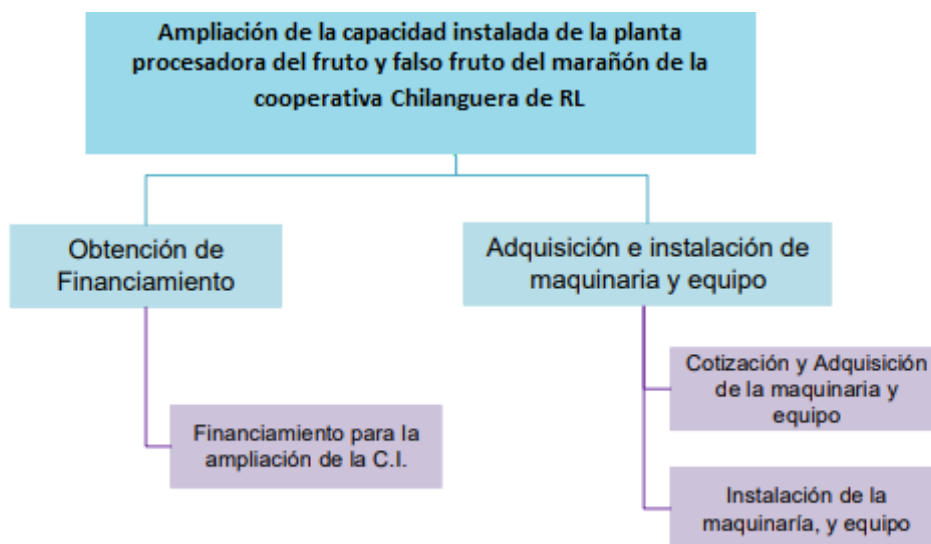 Ampliación de la capacidad instalada de la planta
procesadora del fruto y falso fruto del marañón de la
cooperativa Chilanguera de RL
Obtención de
Financiamiento
Adquisición e instalación de
maquinaria y equipo
Financiamiento para la
ampliación de la C.I.
Cotización y Adquisición
de la maquinaria y
equipo
Instalación de la
maquinaría, y equipo